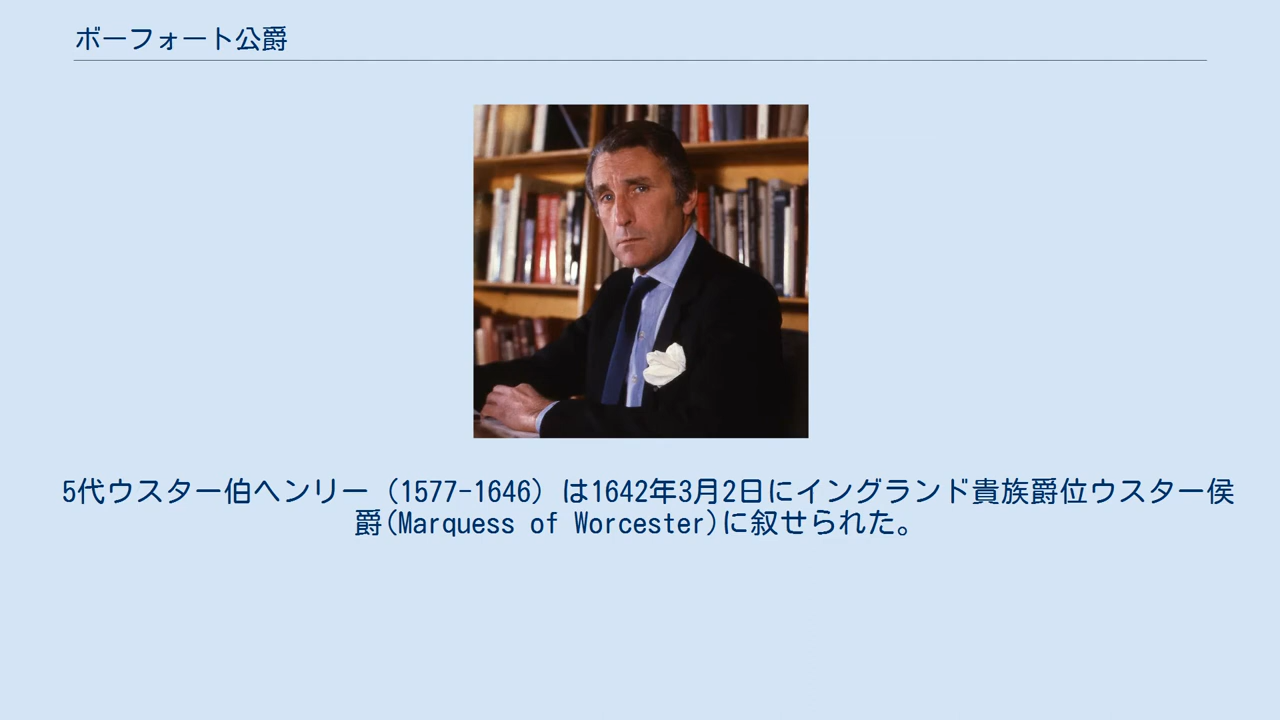 ボーフォート公爵
5代ウスター伯ヘンリー（1577-1646）は1642年3月2日にイングランド貴族爵位ウスター侯
爵(Marquess of Worcester)に叙せられた。